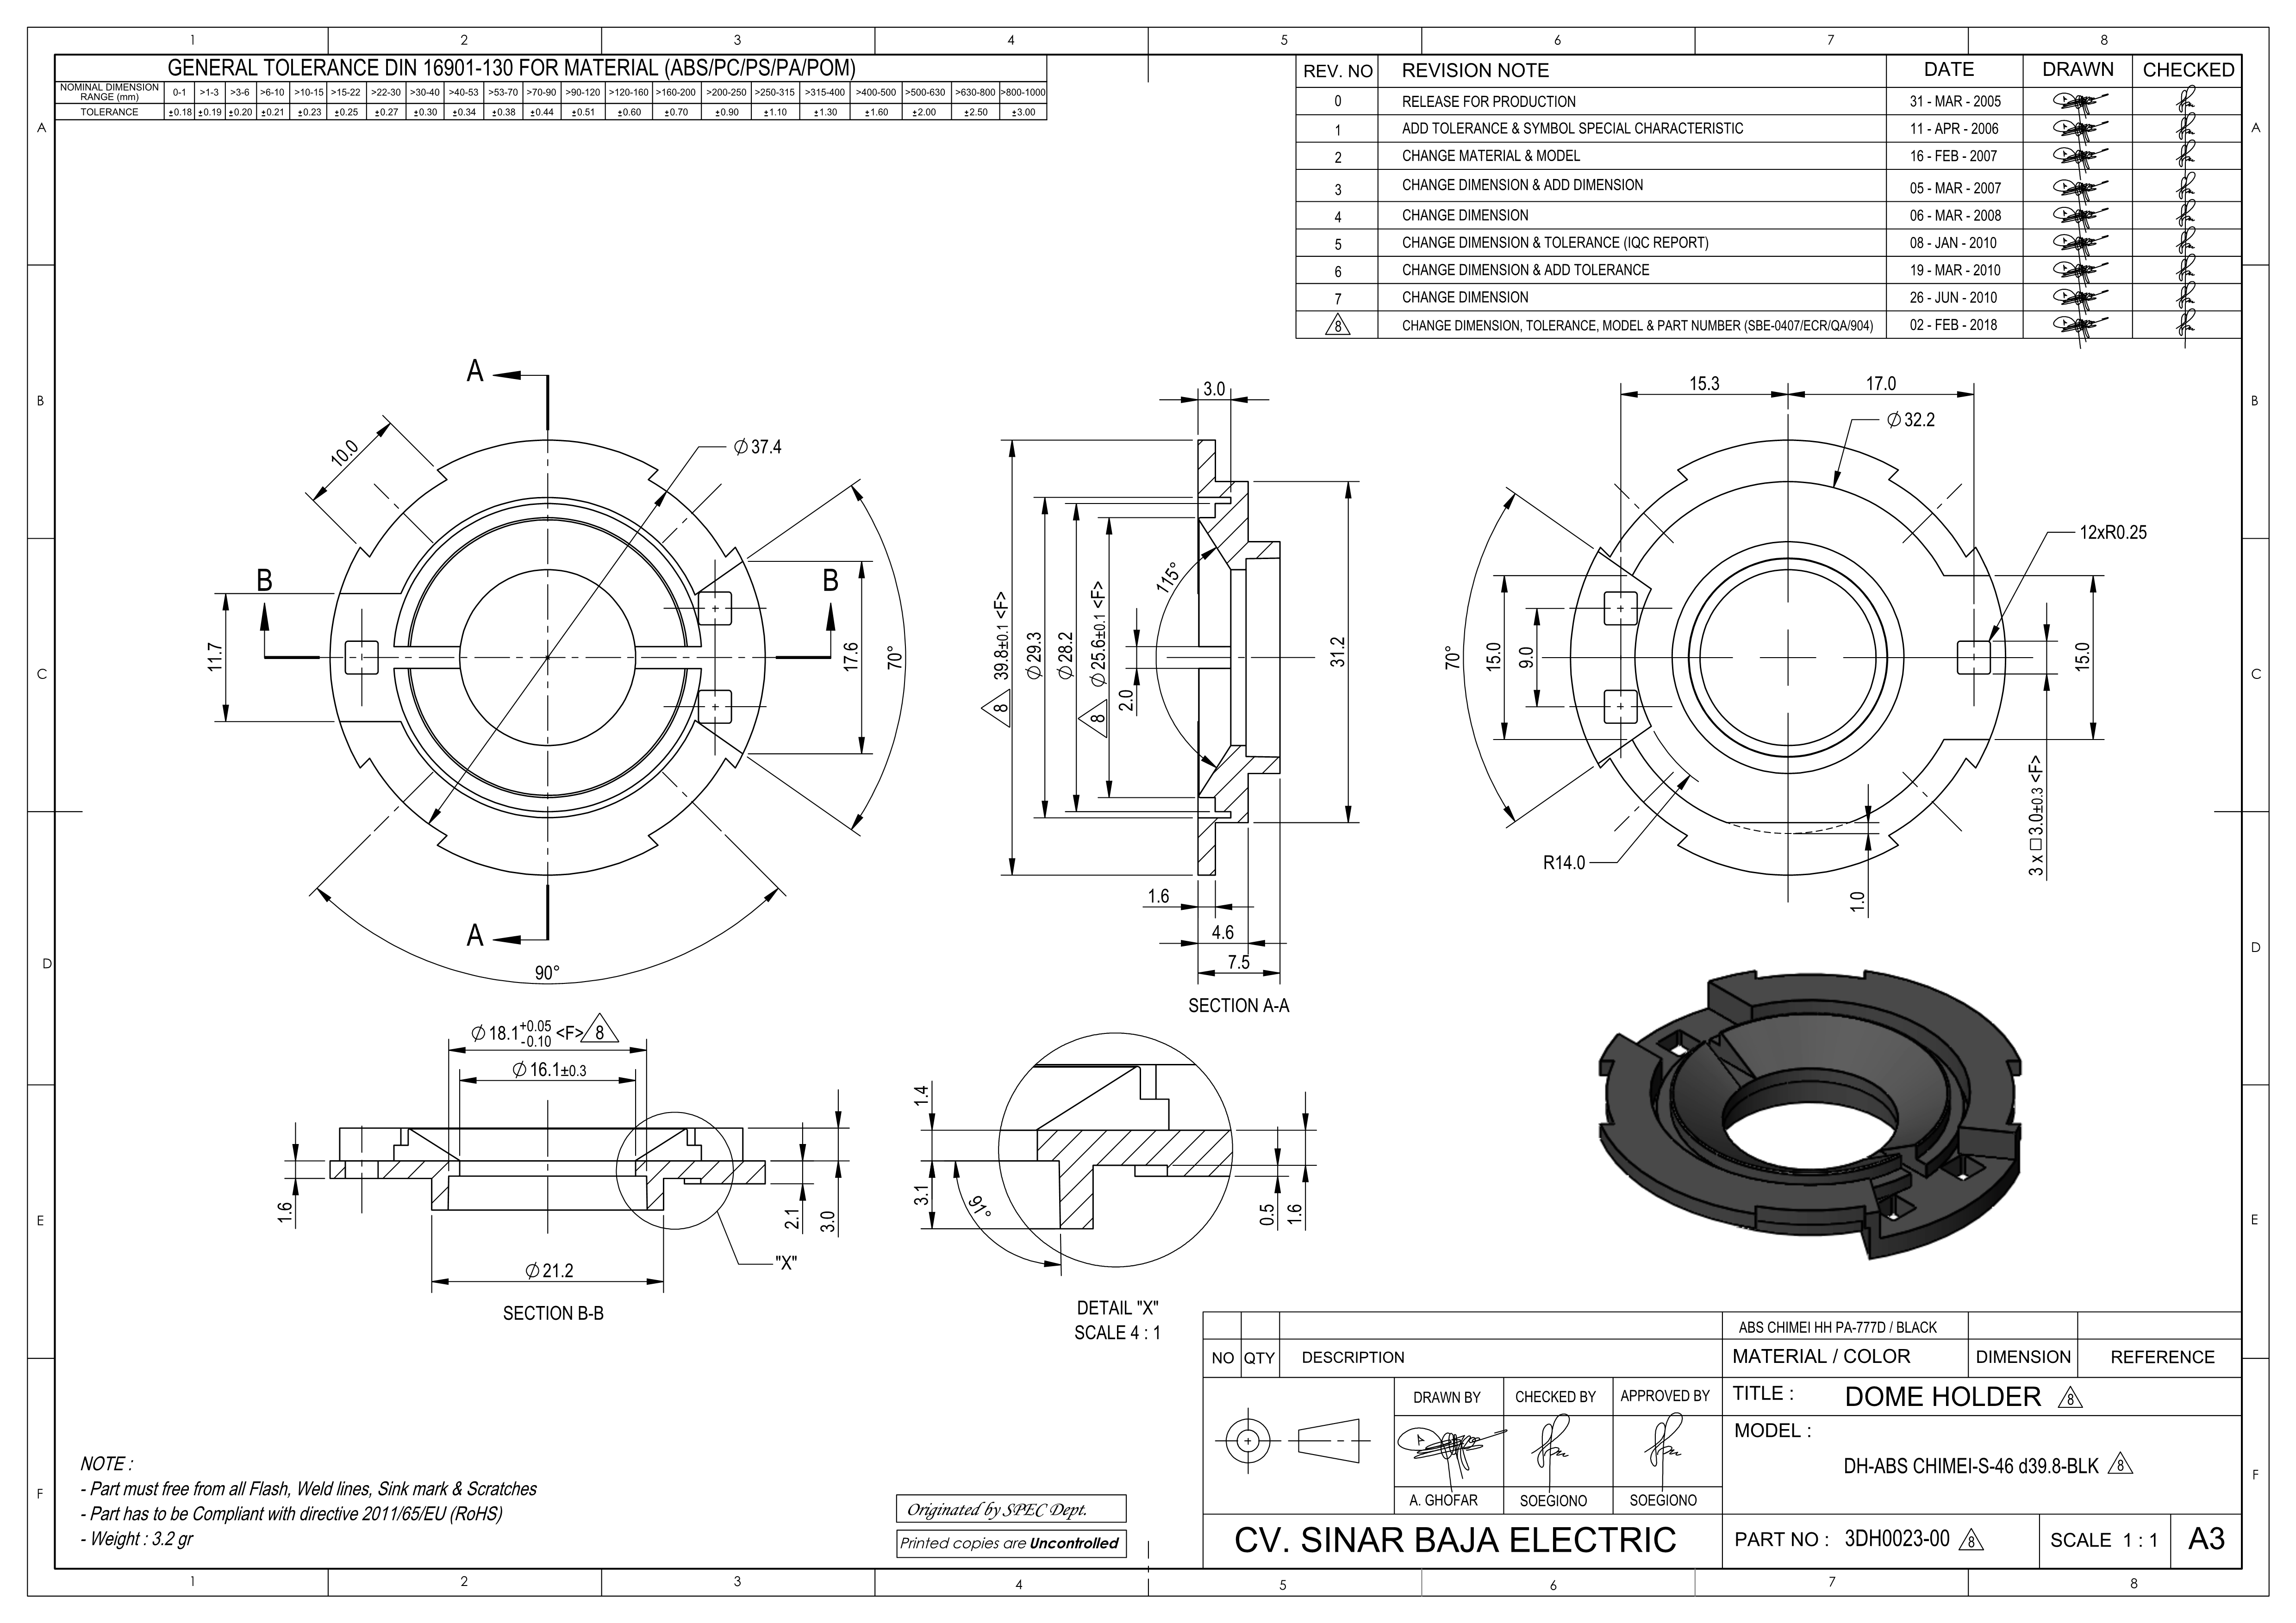 1 2 3 4 5 6 7 8
GENERAL TOLERANCE DIN 16901-130 FOR MATERIAL (ABS/PC/PS/PA/POM)
NOMINAL DIMENSION RANGE (mm) 0-1 >1-3 >3-6 >6-10 >10-15 >15-22 >22-30 >30-40 >40-53 >53-70 >70-90 >90-120 >120-160 >160-200 >200-250 >250-315 >315-400 >400-500 >500-630 >630-800 >800-1000
TOLERANCE ±0.18 ±0.19 ±0.20 ±0.21 ±0.23 ±0.25 ±0.27 ±0.30 ±0.34 ±0.38 ±0.44 ±0.51 ±0.60 ±0.70 ±0.90 ±1.10 ±1.30 ±1.60 ±2.00 ±2.50 ±3.00
REV. NO REVISION NOTE DATE DRAWN CHECKED
0 RELEASE FOR PRODUCTION 31 - MAR - 2005
1 ADD TOLERANCE & SYMBOL SPECIAL CHARACTERISTIC 11 - APR - 2006
2 CHANGE MATERIAL & MODEL 16 - FEB - 2007
3 CHANGE DIMENSION & ADD DIMENSION 05 - MAR - 2007
4 CHANGE DIMENSION 06 - MAR - 2008
5 CHANGE DIMENSION & TOLERANCE (IQC REPORT) 08 - JAN - 2010
6 CHANGE DIMENSION & ADD TOLERANCE 19 - MAR - 2010
7 CHANGE DIMENSION 26 - JUN - 2010
8 CHANGE DIMENSION, TOLERANCE, MODEL & PART NUMBER (SBE-0407/ECR/QA/904) 02 - FEB - 2018
A A
B B
C C
D D
E E
F F
A
10.0
Ø37.4
B B
11.7
17.6
70°
A
90°
3.0
39.8±0.1 <F> 8
Ø29.3
Ø28.2
Ø25.6±0.1 <F> 8
2.0
115°
31.2
1.6
4.6
7.5
SECTION A-A
15.3 17.0
Ø32.2
12xR0.25
70°
15.0
9.0
15.0
3 x □ 3.0±0.3 <F>
R14.0
1.0
Ø18.1 +0.05 -0.10 <F> 8
Ø16.1±0.3
1.6
2.1
3.0
"X"
Ø21.2
SECTION B-B
1.4
3.1
91°
0.5
1.6
DETAIL "X"
SCALE 4 : 1
NOTE :
- Part must free from all Flash, Weld lines, Sink mark & Scratches
- Part has to be Compliant with directive 2011/65/EU (RoHS)
- Weight : 3.2 gr
Originated by SPEC Dept.
Printed copies are Uncontrolled
ABS CHIMEI HH PA-777D / BLACK
NO QTY DESCRIPTION MATERIAL / COLOR DIMENSION REFERENCE
DRAWN BY CHECKED BY APPROVED BY
A. GHOFAR SOEGIONO SOEGIONO
TITLE : DOME HOLDER 8
MODEL :
DH-ABS CHIMEI-S-46 d39.8-BLK 8
CV. SINAR BAJA ELECTRIC
PART NO : 3DH0023-00 8
SCALE 1 : 1
A3
1 2 3 4 5 6 7 8